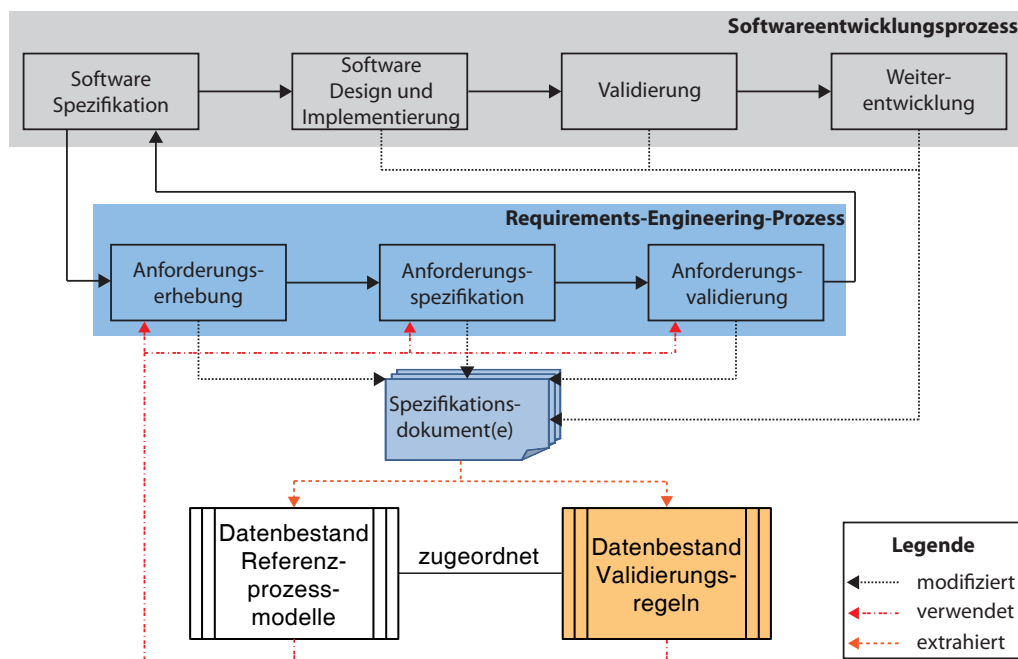 Softwareentwicklungsprozess
Software
Spezifikation
Software
Design und
Implementierung
Validierung
Weiter-
entwicklung
Requirements-Engineering-Prozess
Anforderungs-
erhebung
Anforderungs-
spezifikation
Anforderungs-
validierung
Spezifikations-
dokument(e)
Datenbestand
Referenz-
prozess-
modelle
zugeordnet
Datenbestand
Validierungs-
regeln
Legende
modifiziert
verwendet
extrahiert